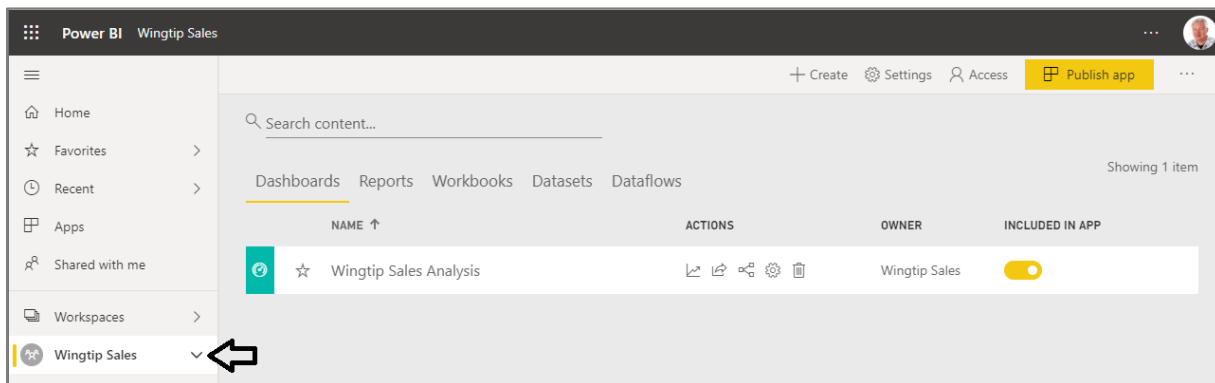 Power BI Wingtip Sales
Create Settings Access Publish app
Home
Search content...
Favorites
Showing 1 item
Recent
Dashboards Reports Workbooks Datasets Dataflows
Apps
NAME ACTIONS OWNER INCLUDED IN APP
Shared with me
Wingtip Sales Analysis Wingtip Sales
Workspaces
Wingtip Sales